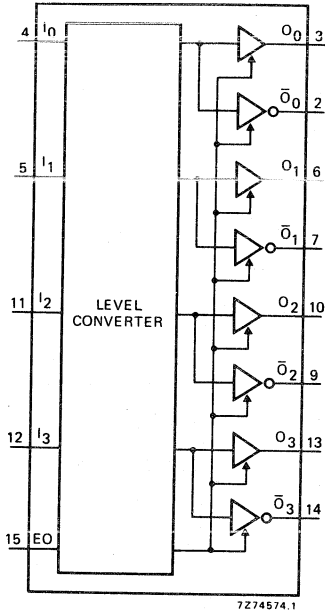 4 I0 O0 3
Ō0 2
5 I1 O1 6
Ō1 7
11 I2 O2 10
LEVEL
CONVERTER
Ō2 9
12 I3 O3 13
Ō3 14
15 EO
7Z74574.1